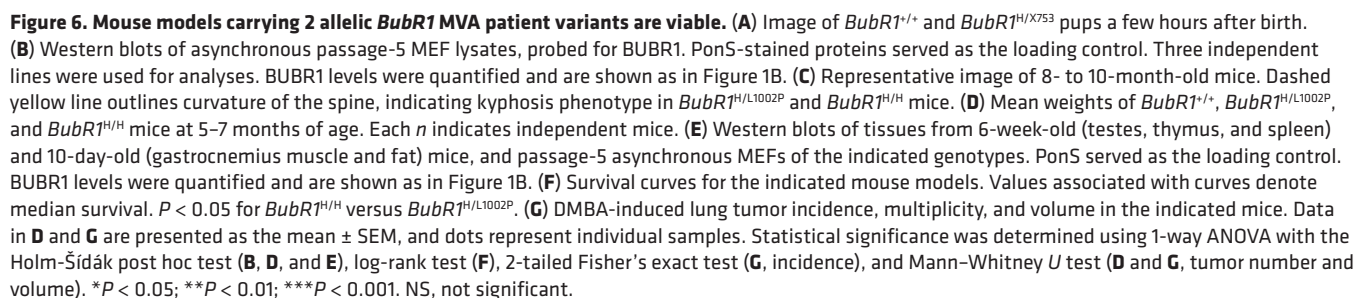 Figure 6. Mouse models carrying 2 allelic BubR1 MVA patient variants are viable. (A) Image of BubR1+/+ and BubR1H/X753 pups a few hours after birth.
(B) Western blots of asynchronous passage-5 MEF lysates, probed for BUBR1. PonS-stained proteins served as the loading control. Three independent
lines were used for analyses. BUBR1 levels were quantified and are shown as in Figure 1B. (C) Representative image of 8- to 10-month-old mice. Dashed
yellow line outlines curvature of the spine, indicating kyphosis phenotype in BubR1H/L1002P and BubR1H/H mice. (D) Mean weights of BubR1+/+, BubR1H/L1002P,
and BubR1H/H mice at 5–7 months of age. Each n indicates independent mice. (E) Western blots of tissues from 6-week-old (testes, thymus, and spleen)
and 10-day-old (gastrocnemius muscle and fat) mice, and passage-5 asynchronous MEFs of the indicated genotypes. PonS served as the loading control.
BUBR1 levels were quantified and are shown as in Figure 1B. (F) Survival curves for the indicated mouse models. Values associated with curves denote
median survival. P < 0.05 for BubR1H/H versus BubR1H/L1002P. (G) DMBA-induced lung tumor incidence, multiplicity, and volume in the indicated mice. Data
in D and G are presented as the mean ± SEM, and dots represent individual samples. Statistical significance was determined using 1-way ANOVA with the
Holm-Šídák post hoc test (B, D, and E), log-rank test (F), 2-tailed Fisher's exact test (G, incidence), and Mann–Whitney U test (D and G, tumor number and
volume). *P < 0.05; **P < 0.01; ***P < 0.001. NS, not significant.